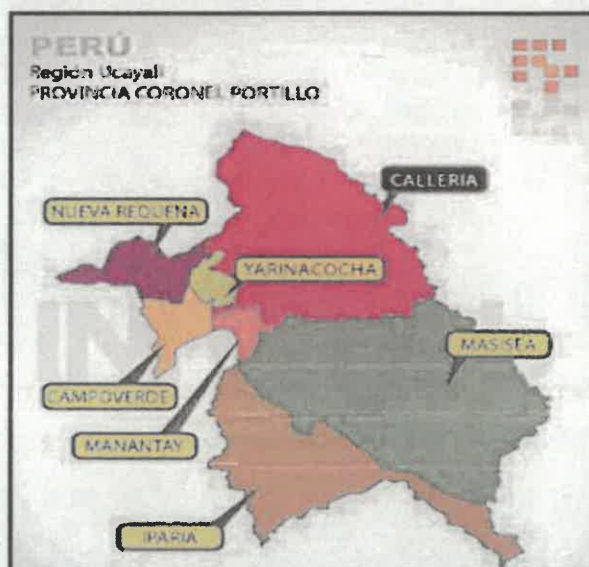 PERÚ
Región Ucayali
PROVINCIA CORONEL PORTILLO
CALLERIA
NUEVA REQUENA
YARINACOCHA
MASISEA
CAMPOVERDE
MANANTAY
IPARIA